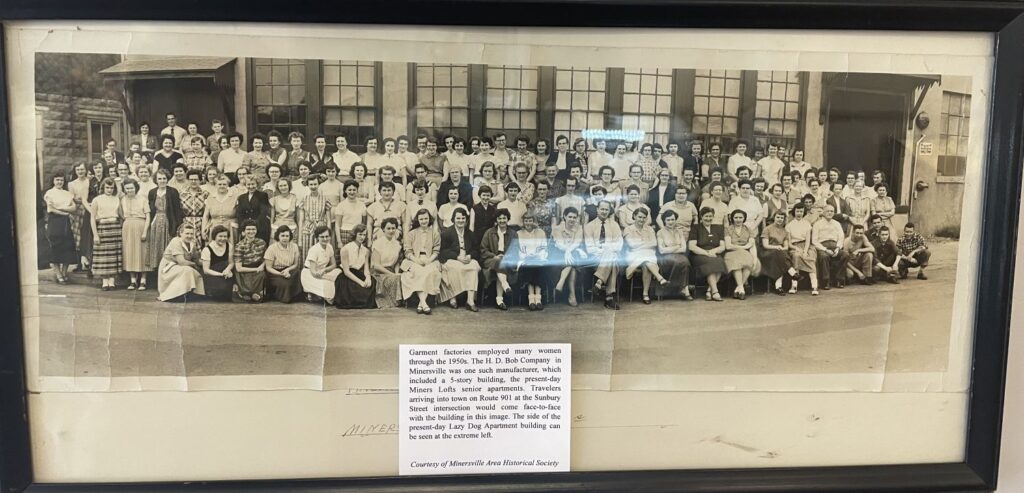 MINERS
Garment factories employed many women
through the 1950s. The H. D. Bob Company in
Minersville was one such manufacturer, which
included a 5-story building, the present-day
Miners Lofts senior apartments. Travelers
arriving into town on Route 901 at the Sunbury
Street intersection would come face-to-face
with the building in this image. The side of the
present-day Lazy Dog Apartment building can
be seen at the extreme left.
Courtesy of Minersville Area Historical Society